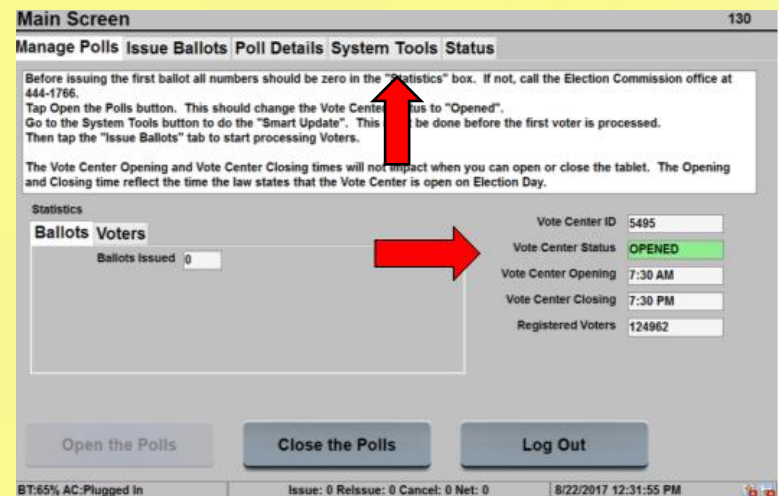 Main Screen 130
Manage Polls Issue Ballots Poll Details System Tools Status
Before issuing the first ballot all numbers should be zero in the "Statistics" box. If not, call the Election Commission office at
444-1766.
Tap Open the Polls button. This should change the Vote Center to "Opened".
Go to the System Tools button to do the "Smart Update". This be done before the first voter is processed.
Then tap the "Issue Ballots" tab to start processing Voters.
The Vote Center Opening and Vote Center Closing times will not impact when you can open or close the tablet. The Opening
and Closing time reflect the time the law states that the Vote Center is open on Election Day.
Statistics
Ballots Voters
Ballots Issued 0
Vote Center ID 5495
Vote Center Status OPENED
Vote Center Opening 7:30 AM
Vote Center Closing 7:30 PM
Registered Voters 124962
Open the Polls Close the Polls Log Out
BT:65% AC:Plugged In Issue: 0 ReIssue: 0 Cancel: 0 Net: 0 8/22/2017 12:31:55 PM